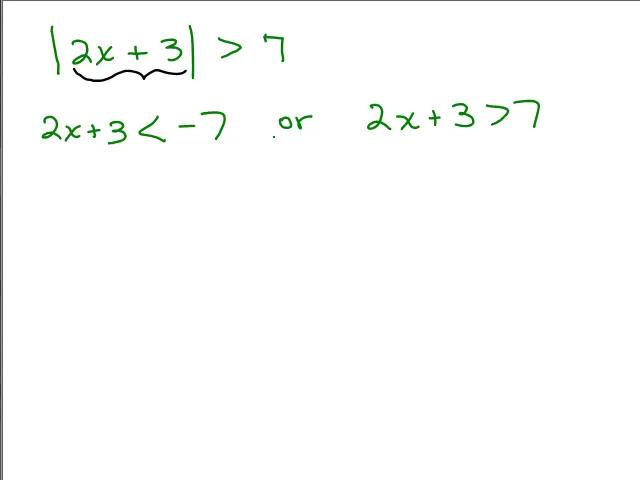 |2x + 3| > 7
2x + 3 < -7 or 2x + 3 > 7